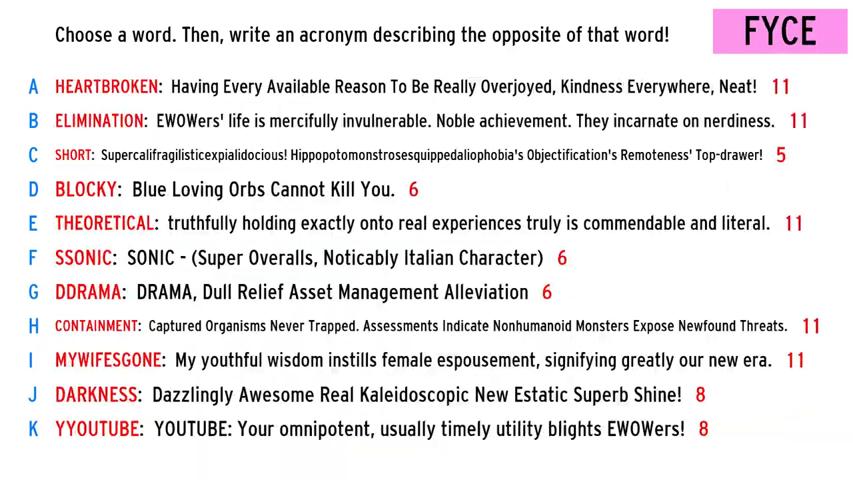 Choose a word. Then, write an acronym describing the opposite of that word!
FYCE
A HEARTBROKEN: Having Every Available Reason To Be Really Overjoyed, Kindness Everywhere, Neat! 11
B ELIMINATION: EWOWers' life is mercifully invulnerable. Noble achievement. They incarnate on nerdiness. 11
C SHORT: Supercalifragilisticexpialidocious! Hippopotomonstrosesquippedaliophobia's Objectification's Remoteness' Top-drawer! 5
D BLOCKY: Blue Loving Orbs Cannot Kill You. 6
E THEORETICAL: truthfully holding exactly onto real experiences truly is commendable and literal. 11
F SSONIC: SONIC - (Super Overalls, Noticably Italian Character) 6
G DDRAMA: DRAMA, Dull Relief Asset Management Alleviation 6
H CONTAINMENT: Captured Organisms Never Trapped. Assessments Indicate Nonhumanoid Monsters Expose Newfound Threats. 11
I MYWIFESGONE: My youthful wisdom instills female espousement, signifying greatly our new era. 11
J DARKNESS: Dazzlingly Awesome Real Kaleidoscopic New Estatic Superb Shine! 8
K YYOUTUBE: YOUTUBE: Your omnipotent, usually timely utility blights EWOWers! 8